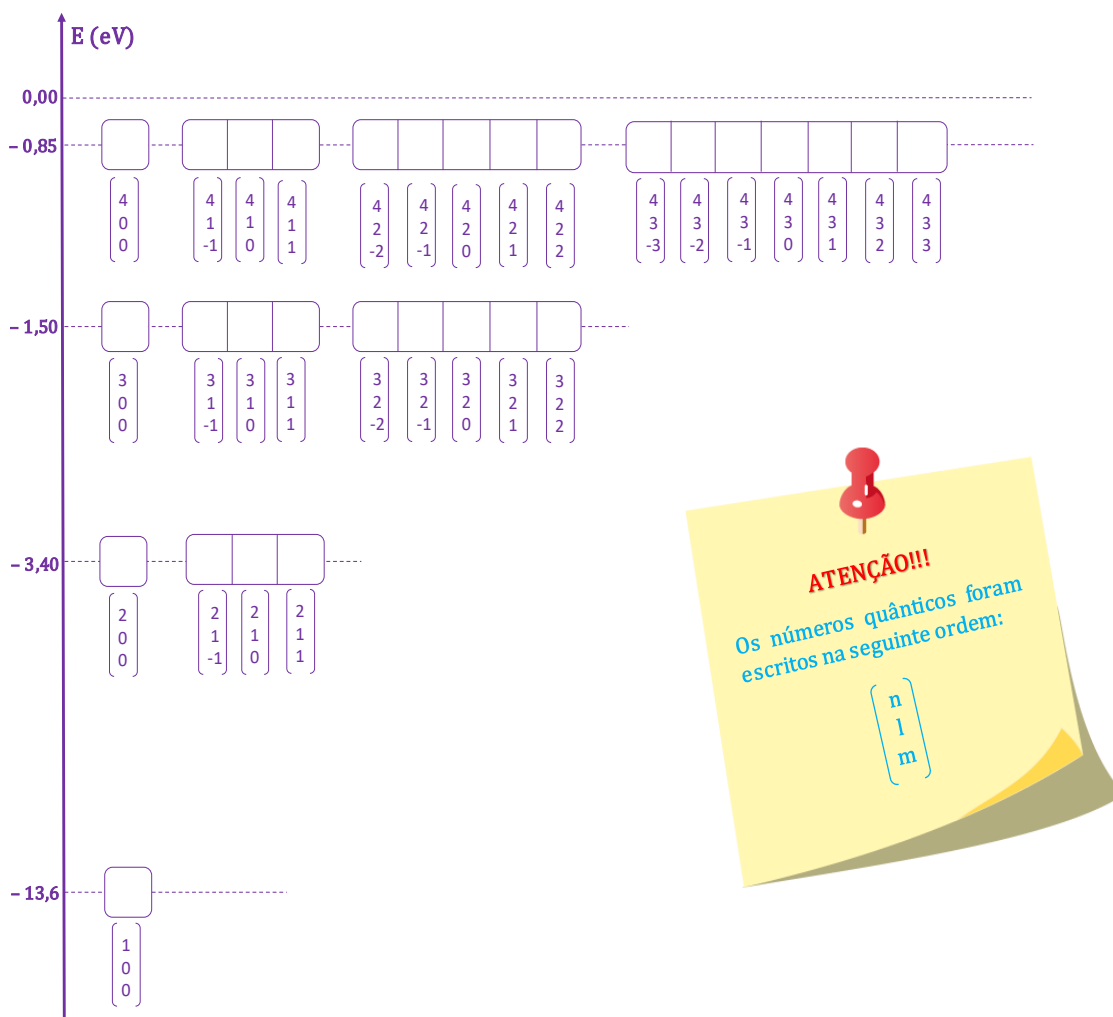 E (eV)
0,00
– 0,85
4 4 4 4 4 4 4 4 4 4 4 4 4 4 4 4
0 1 1 1 2 2 2 2 2 3 3 3 3 3 3 3
0 -1 0 1 -2 -1 0 1 2 -3 -2 -1 0 1 2 3
– 1,50
3 3 3 3 3 3 3 3 3
0 1 1 1 2 2 2 2 2
0 -1 0 1 -2 -1 0 1 2
– 3,40
2 2 2 2
0 1 1 1
0 -1 0 1
– 13,6
1
0
0
ATENÇÃO!!!
Os números quânticos foram
escritos na seguinte ordem:
n
l
m